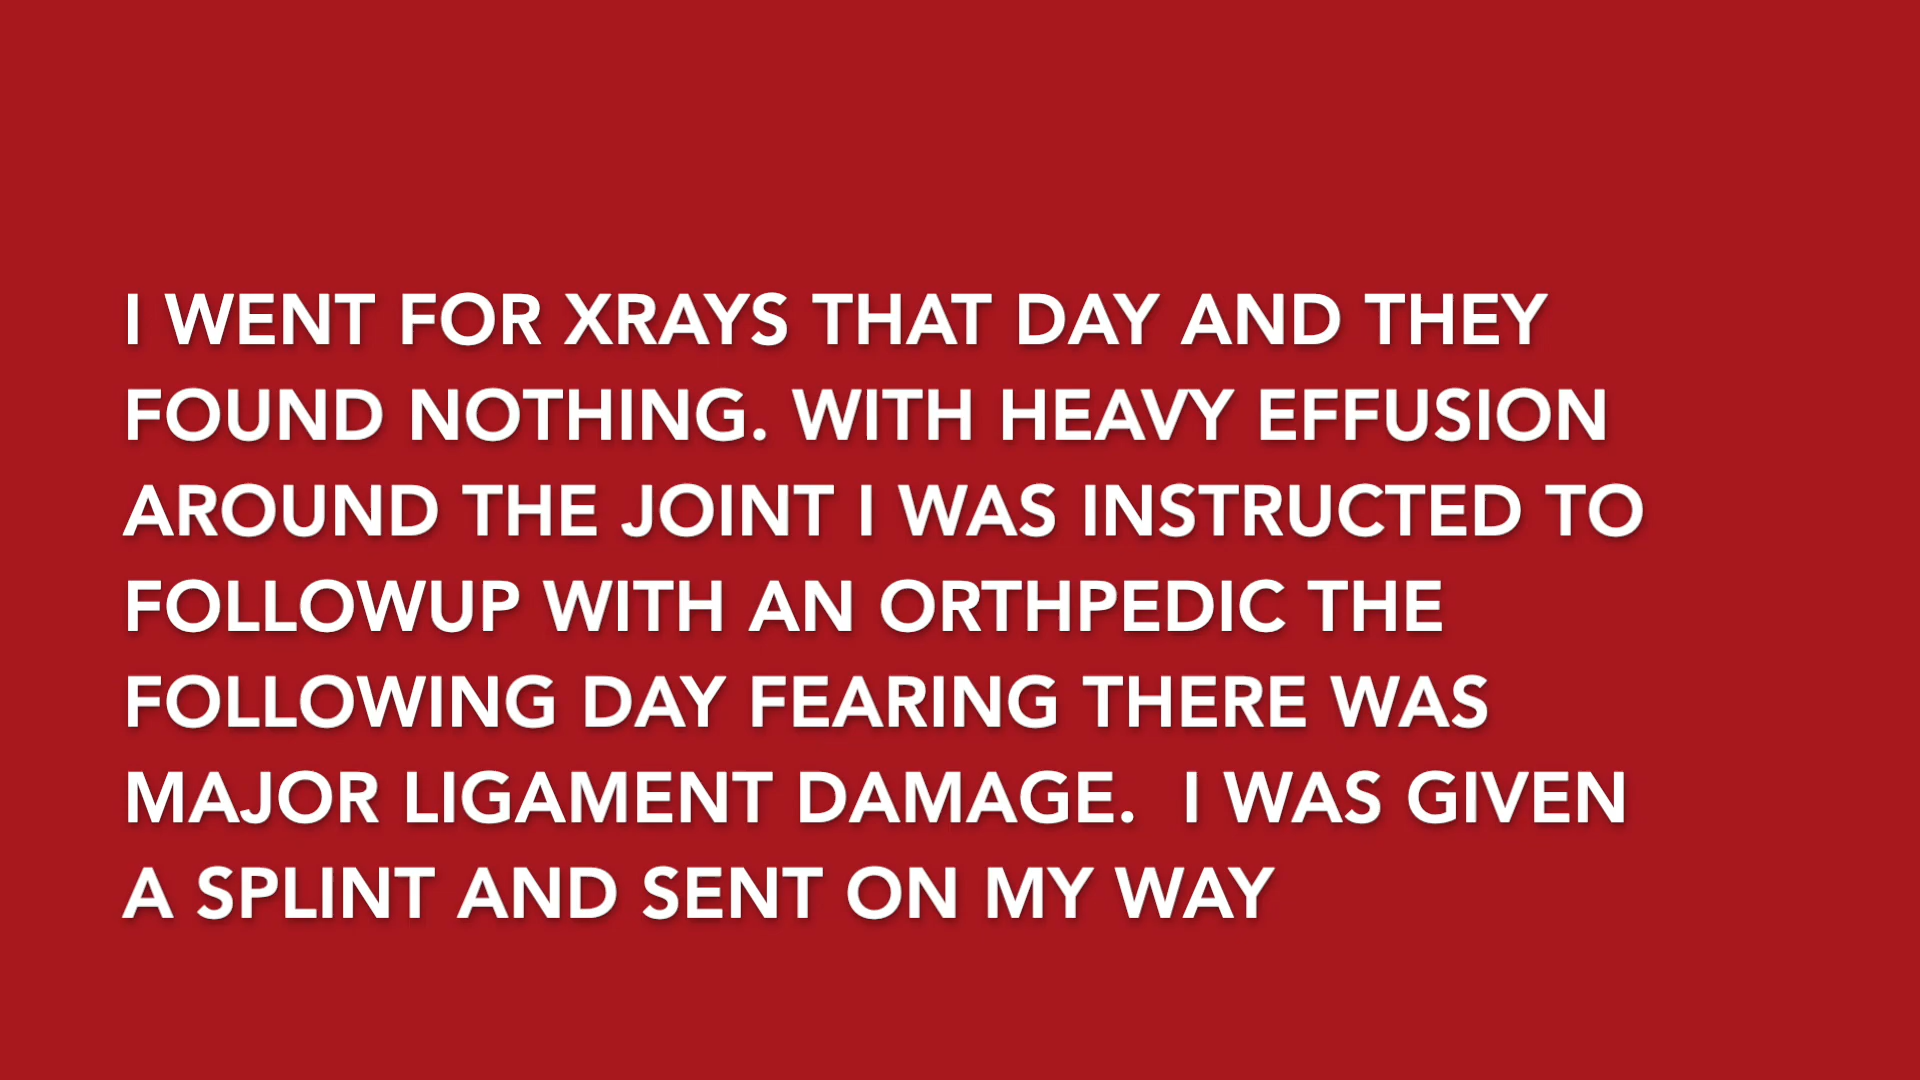 I WENT FOR XRAYS THAT DAY AND THEY
FOUND NOTHING. WITH HEAVY EFFUSION
AROUND THE JOINT I WAS INSTRUCTED TO
FOLLOWUP WITH AN ORTHPEDIC THE
FOLLOWING DAY FEARING THERE WAS
MAJOR LIGAMENT DAMAGE.  I WAS GIVEN
A SPLINT AND SENT ON MY WAY